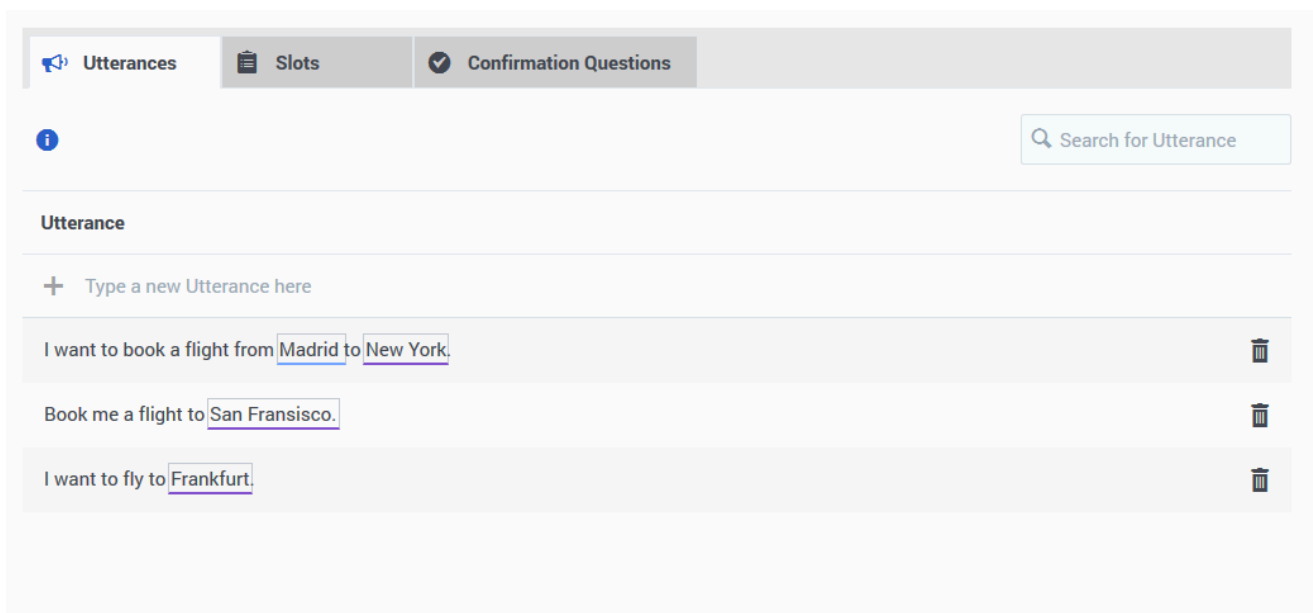 Utterances Slots Confirmation Questions
Search for Utterance
Utterance
Type a new Utterance here
I want to book a flight from Madrid to New York.
Book me a flight to San Fransisco.
I want to fly to Frankfurt.